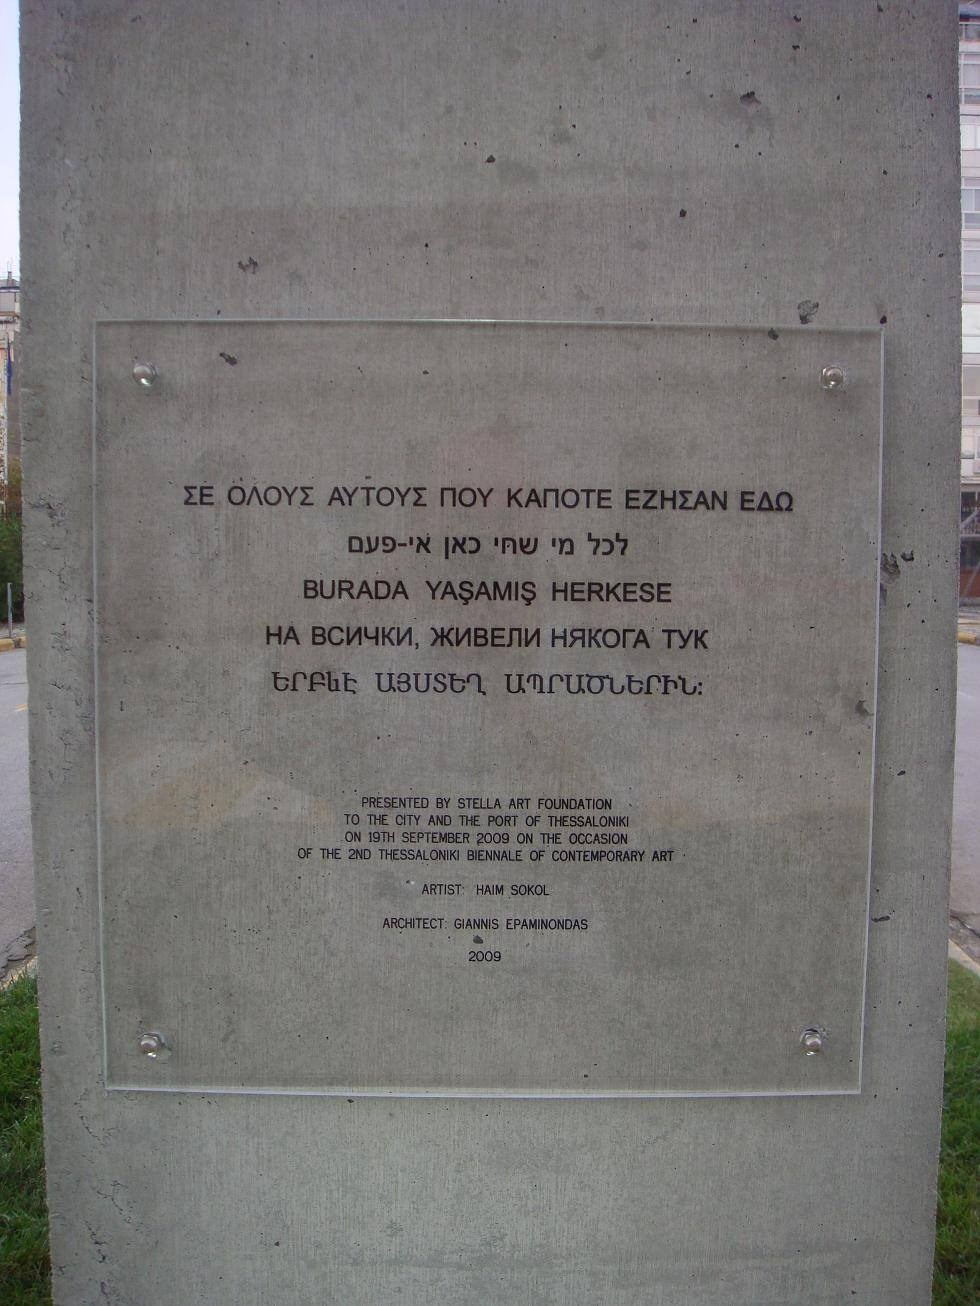 ΣΕ ΟΛΟΥΣ ΑΥΤΟΥΣ ΠΟΥ ΚΑΠΟΤΕ ΕΖΗΣΑΝ ΕΔΩ
לכל מי שחי כאן אי-פעם
BURADA YAŞAMIŞ HERKESE
НА ВСИЧКИ, ЖИВЕЛИ НЯКОГА ТУК
ԵՐԲևԷ ԱՅՍՏԵՂ ԱՊՐԱԾՆԵՐԻՆ:
PRESENTED BY STELLA ART FOUNDATION
TO THE CITY AND THE PORT OF THESSALONIKI
ON 19TH SEPTEMBER 2009 ON THE OCCASION
OF THE 2ND THESSALONIKI BIENNALE OF CONTEMPORARY ART
ARTIST: HAIM SOKOL
ARCHITECT: GIANNIS EPAMINONDAS
2009